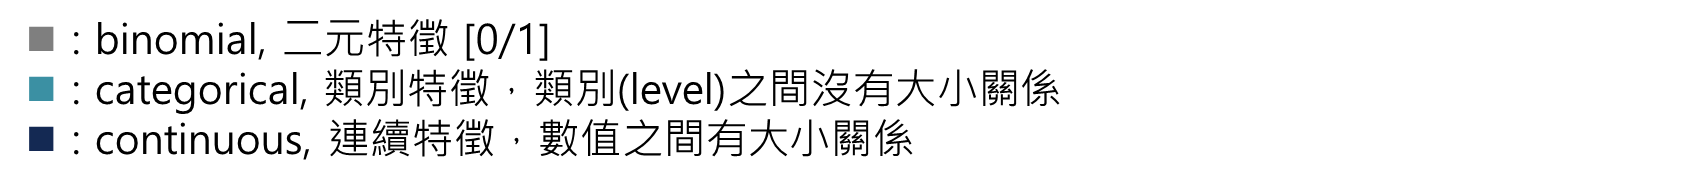 : binomial, 二元特徵 [0/1]
: categorical, 類別特徵，類別(level)之間沒有大小關係
: continuous, 連續特徵，數值之間有大小關係